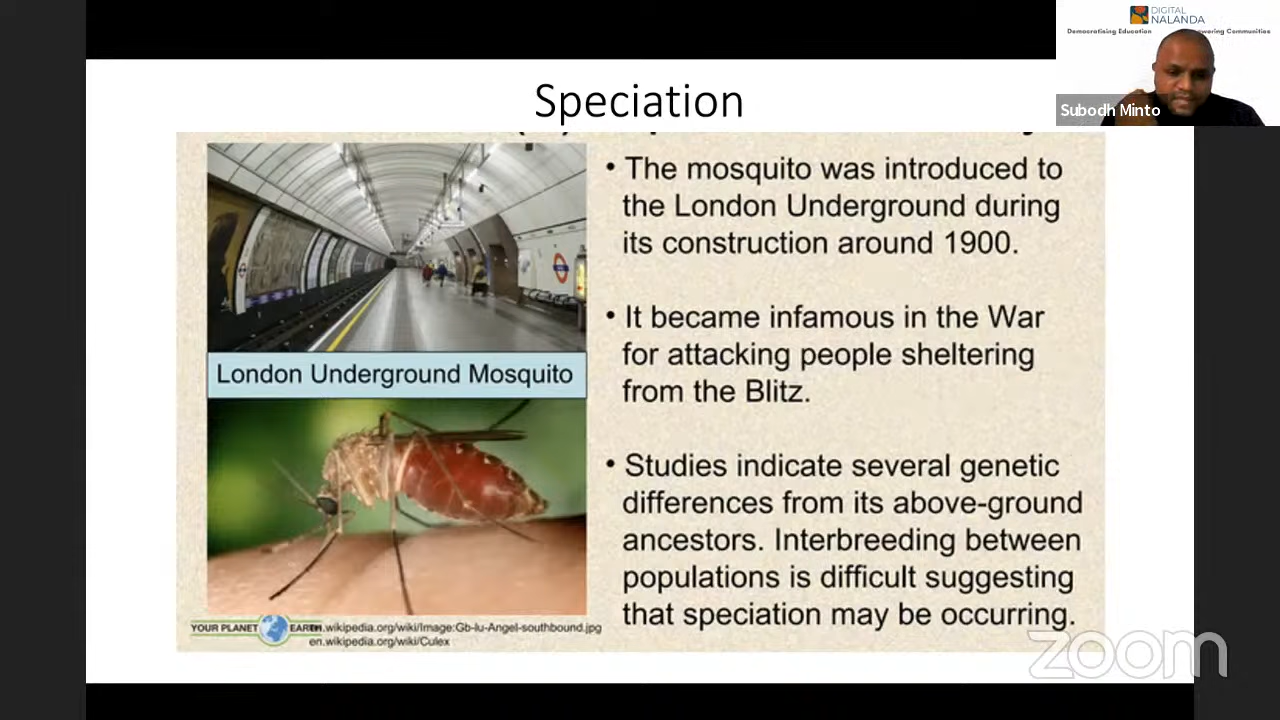 DIGITAL
NALANDA
Democratising Education
wering Communities
Subodh Minto
Speciation
• The mosquito was introduced to
the London Underground during
its construction around 1900.
• It became infamous in the War
for attacking people sheltering
from the Blitz.
• Studies indicate several genetic
differences from its above-ground
ancestors. Interbreeding between
populations is difficult suggesting
that speciation may be occurring.
London Underground Mosquito
YOUR PLANET EARTH
en.wikipedia.org/wiki/Image:Gb-lu-Angel-southbound.jpg
en.wikipedia.org/wiki/Culex
zoom